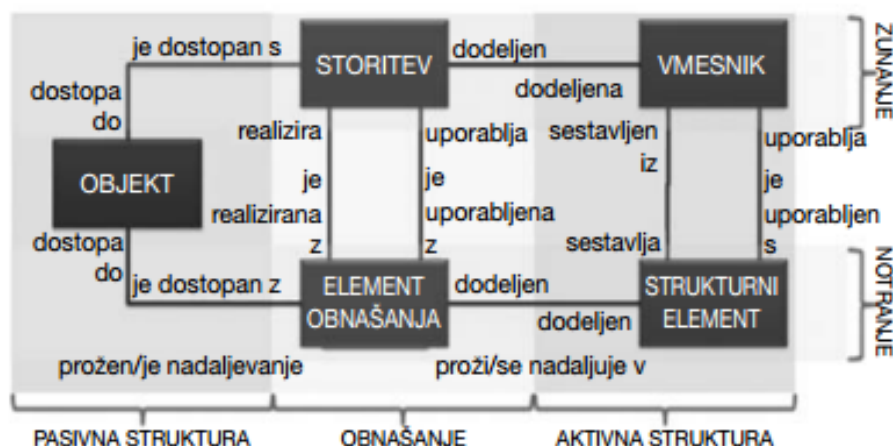 je dostopan s
STORITEV
dodeljen
VMESNIK
ZUNANJE
dostopa
do
dodeljena
realizira
uporablja
sestavljen
iz
uporablja
OBJEKT
je
je
je
realizirana
uporabljena
uporabljen
dostopa
do
z
z
sestavlja
s
je dostopan z
ELEMENT
OBNAŠANJA
dodeljen
STRUKTURNI
ELEMENT
dodeljen
NOTRANJE
prožen/je nadaljevanje
proži/se nadaljuje v
PASIVNA STRUKTURA
OBNAŠANJE
AKTIVNA STRUKTURA